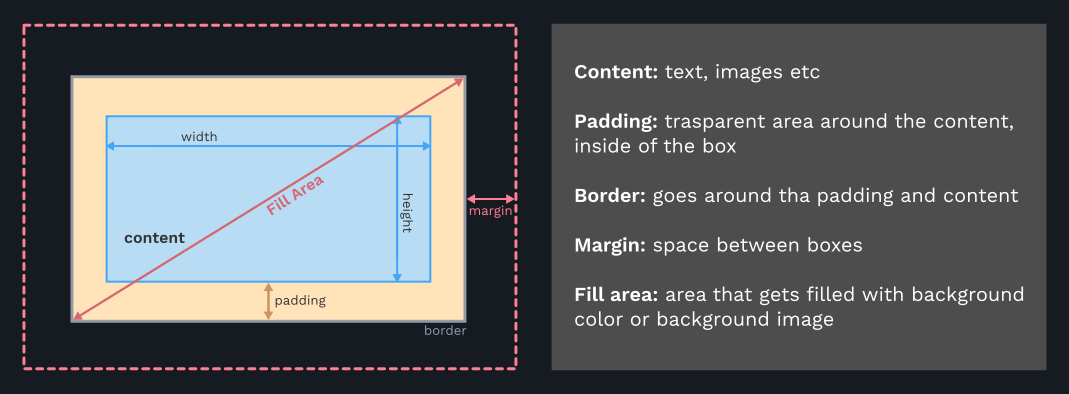 width
Fill Area
height
content
margin
padding
border
Content: text, images etc
Padding: trasparent area around the content,
inside of the box
Border: goes around tha padding and content
Margin: space between boxes
Fill area: area that gets filled with background
color or background image